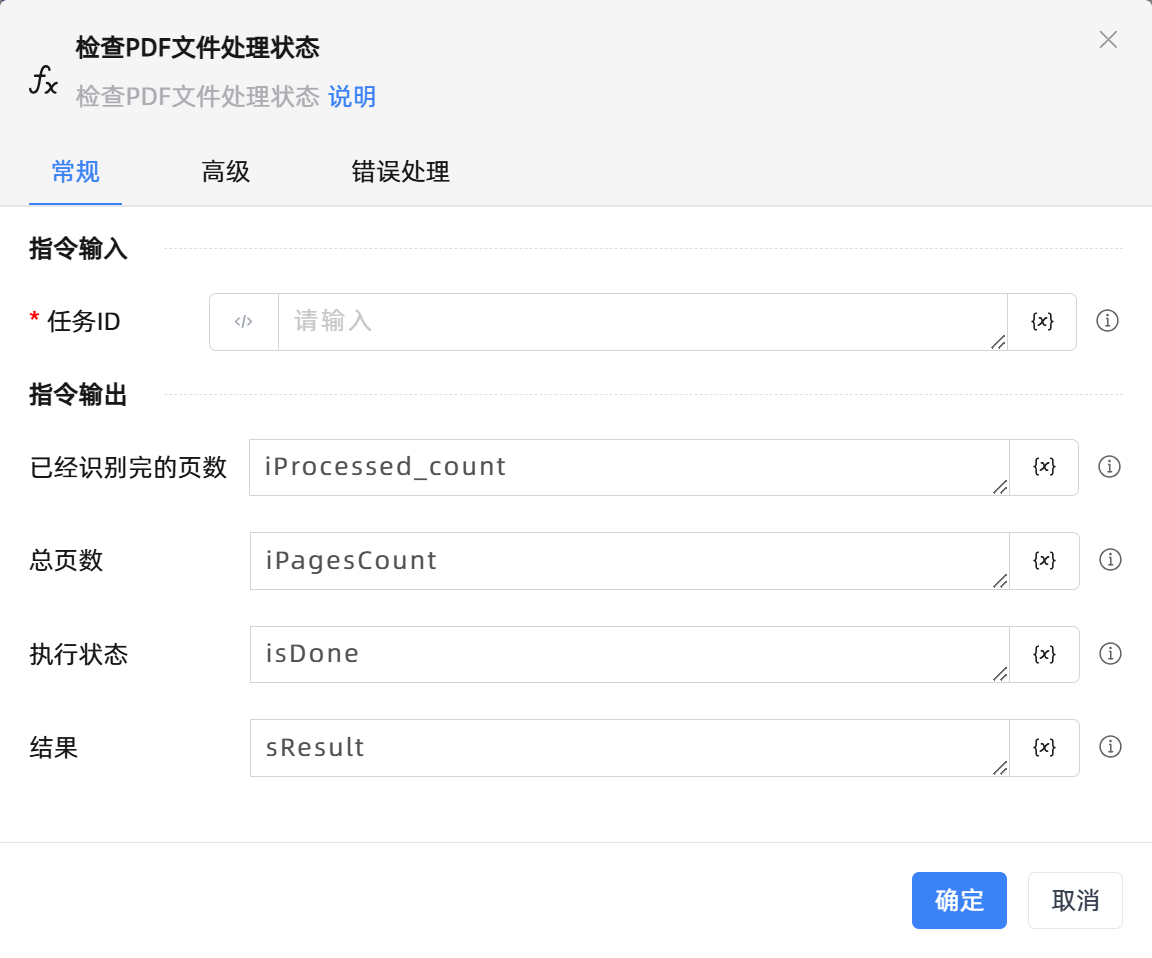 检查PDF文件处理状态
检查PDF文件处理状态 说明
常规 高级 错误处理
指令输入
* 任务ID </> 请输入 {x}
指令输出
已经识别完的页数 iProcessed_count {x}
总页数 iPagesCount {x}
执行状态 isDone {x}
结果 sResult {x}
确定 取消